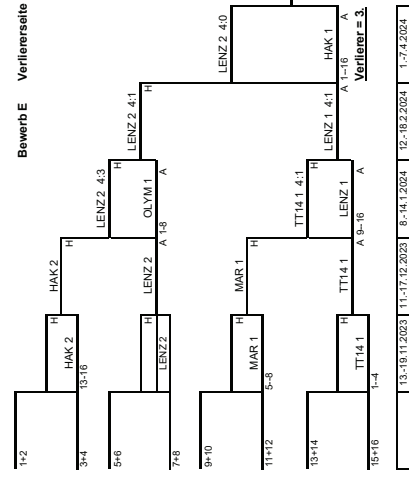 Bewerb E Verliererseite
1+2
3+4
5+6
7+8
9+10
11+12
13+14
15+16
H
HAK 2
13-16
H
LENZ 2
H
MAR 1
5--8
H
TT14 1
1--4
HAK 2
H
LENZ 2
A
1-8
MAR 1
H
TT14 1
A
9--16
LENZ 2 4:3
H
OLYM 1
A
TT14 1 4:1
H
LENZ 1
A
LENZ 2 4:1
H
LENZ 1 4:1
A
1--16
LENZ 2 4:0
HAK 1
A
Verlierer = 3.
13.-19.11.2023
11.-17.12.2023
8.-14.1.2024
12.-18.2.2024
1.-7.4.2024